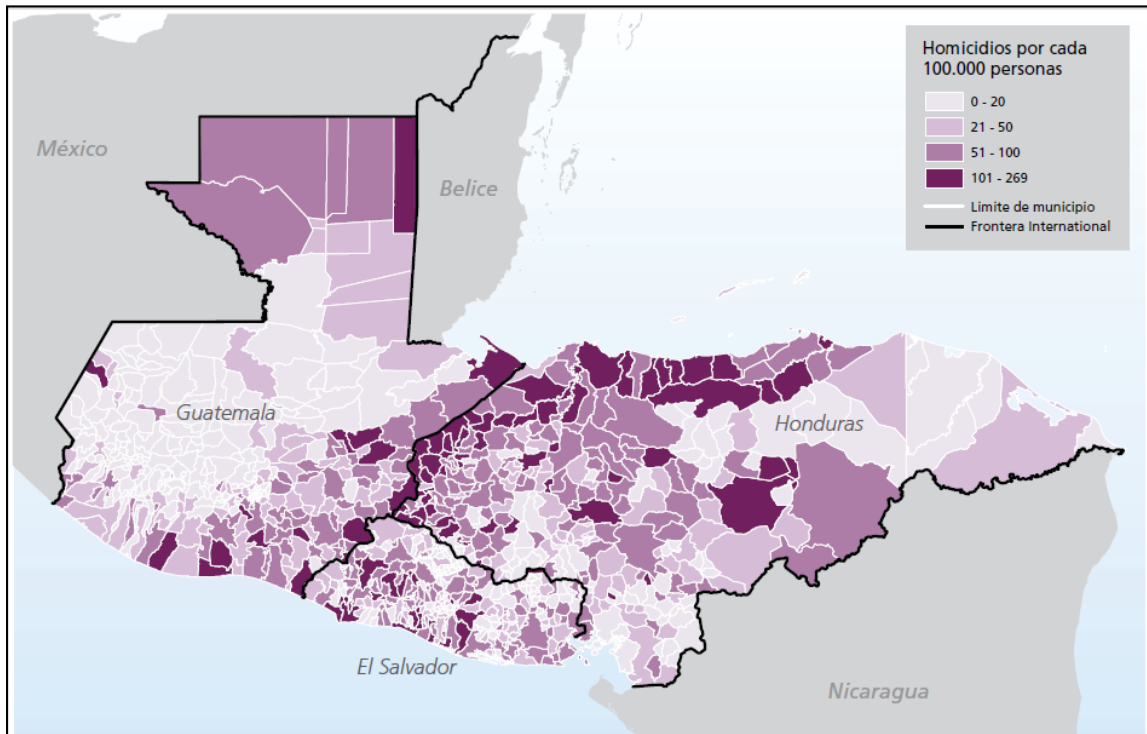 Homicidios por cada
100.000 personas
0 - 20
21 - 50
51 - 100
101 - 269
Limite de municipio
Frontera International
México
Belice
Guatemala
Honduras
El Salvador
Nicaragua